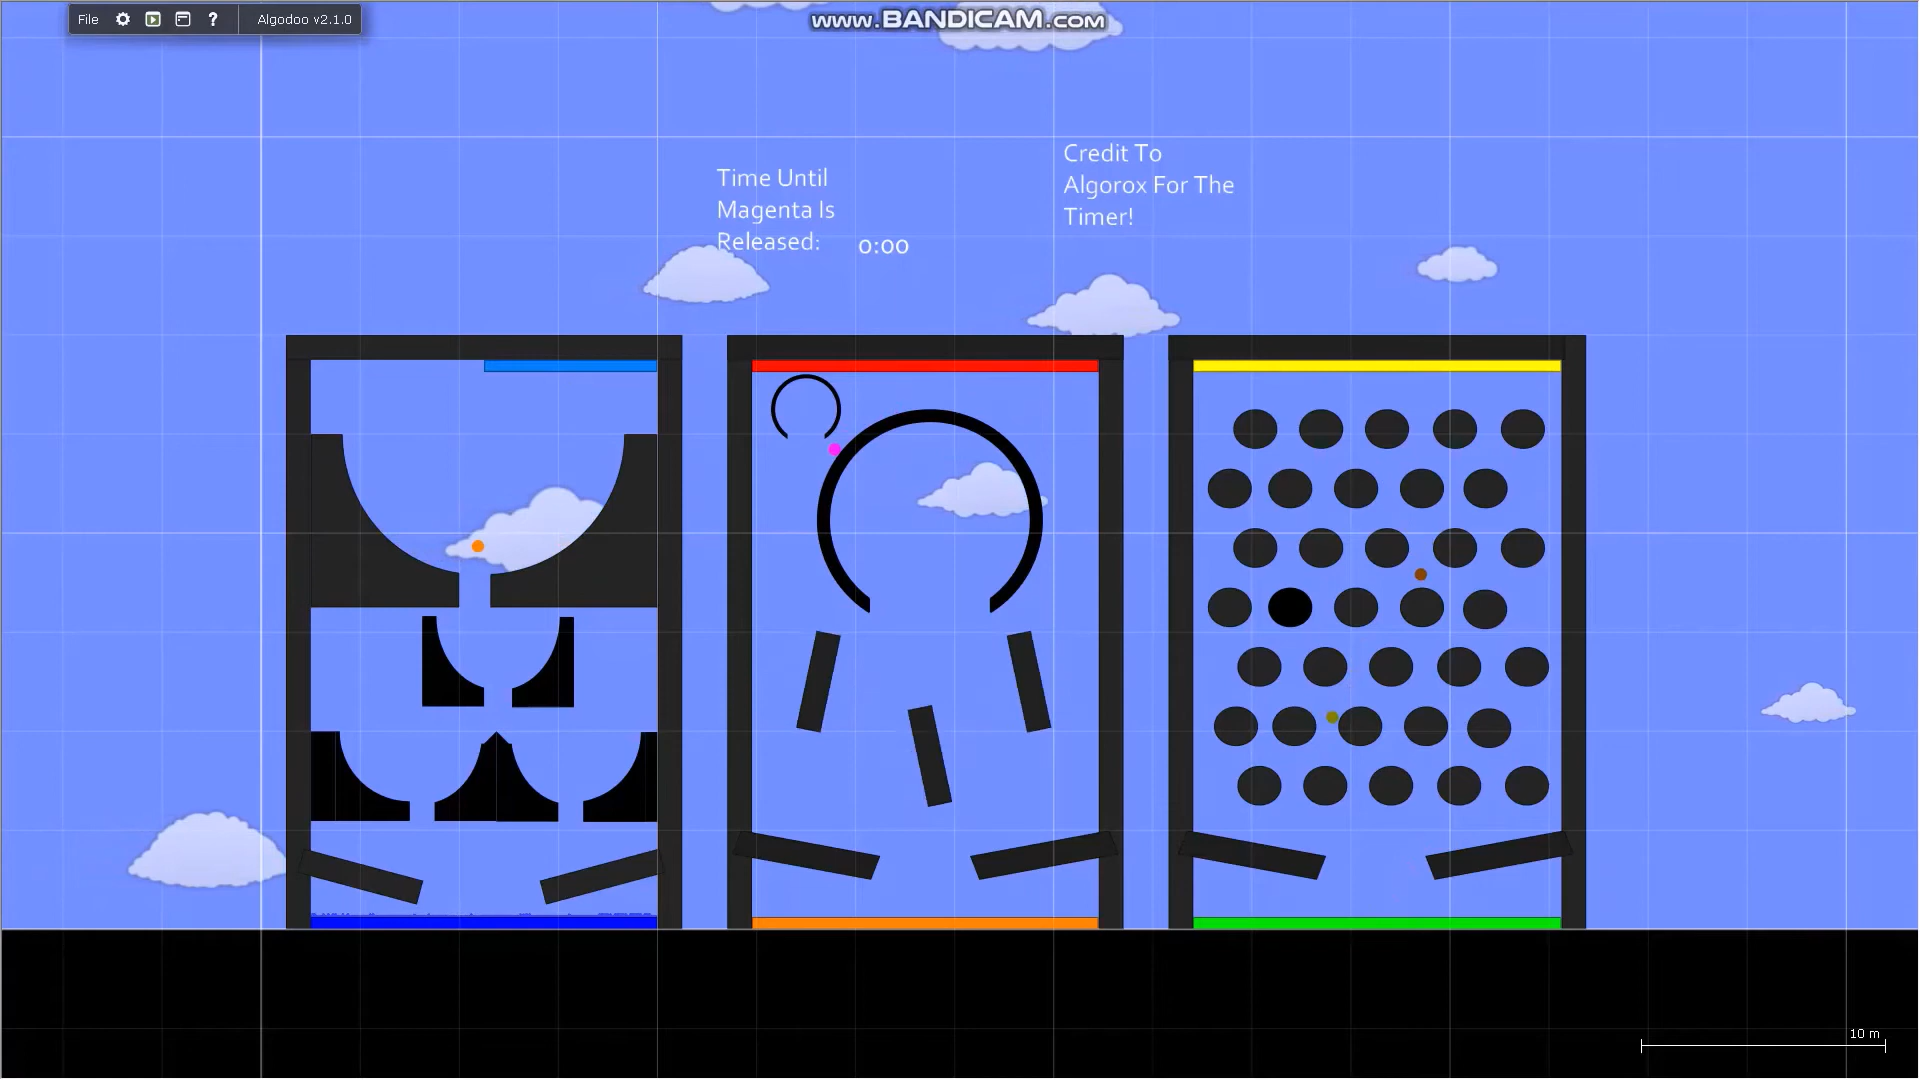 File ? Algodoo v2.1.0
www.BANDICAM.com
Credit To
Algorox For The
Timer!
Time Until
Magenta Is
Released: 0:00
10 m